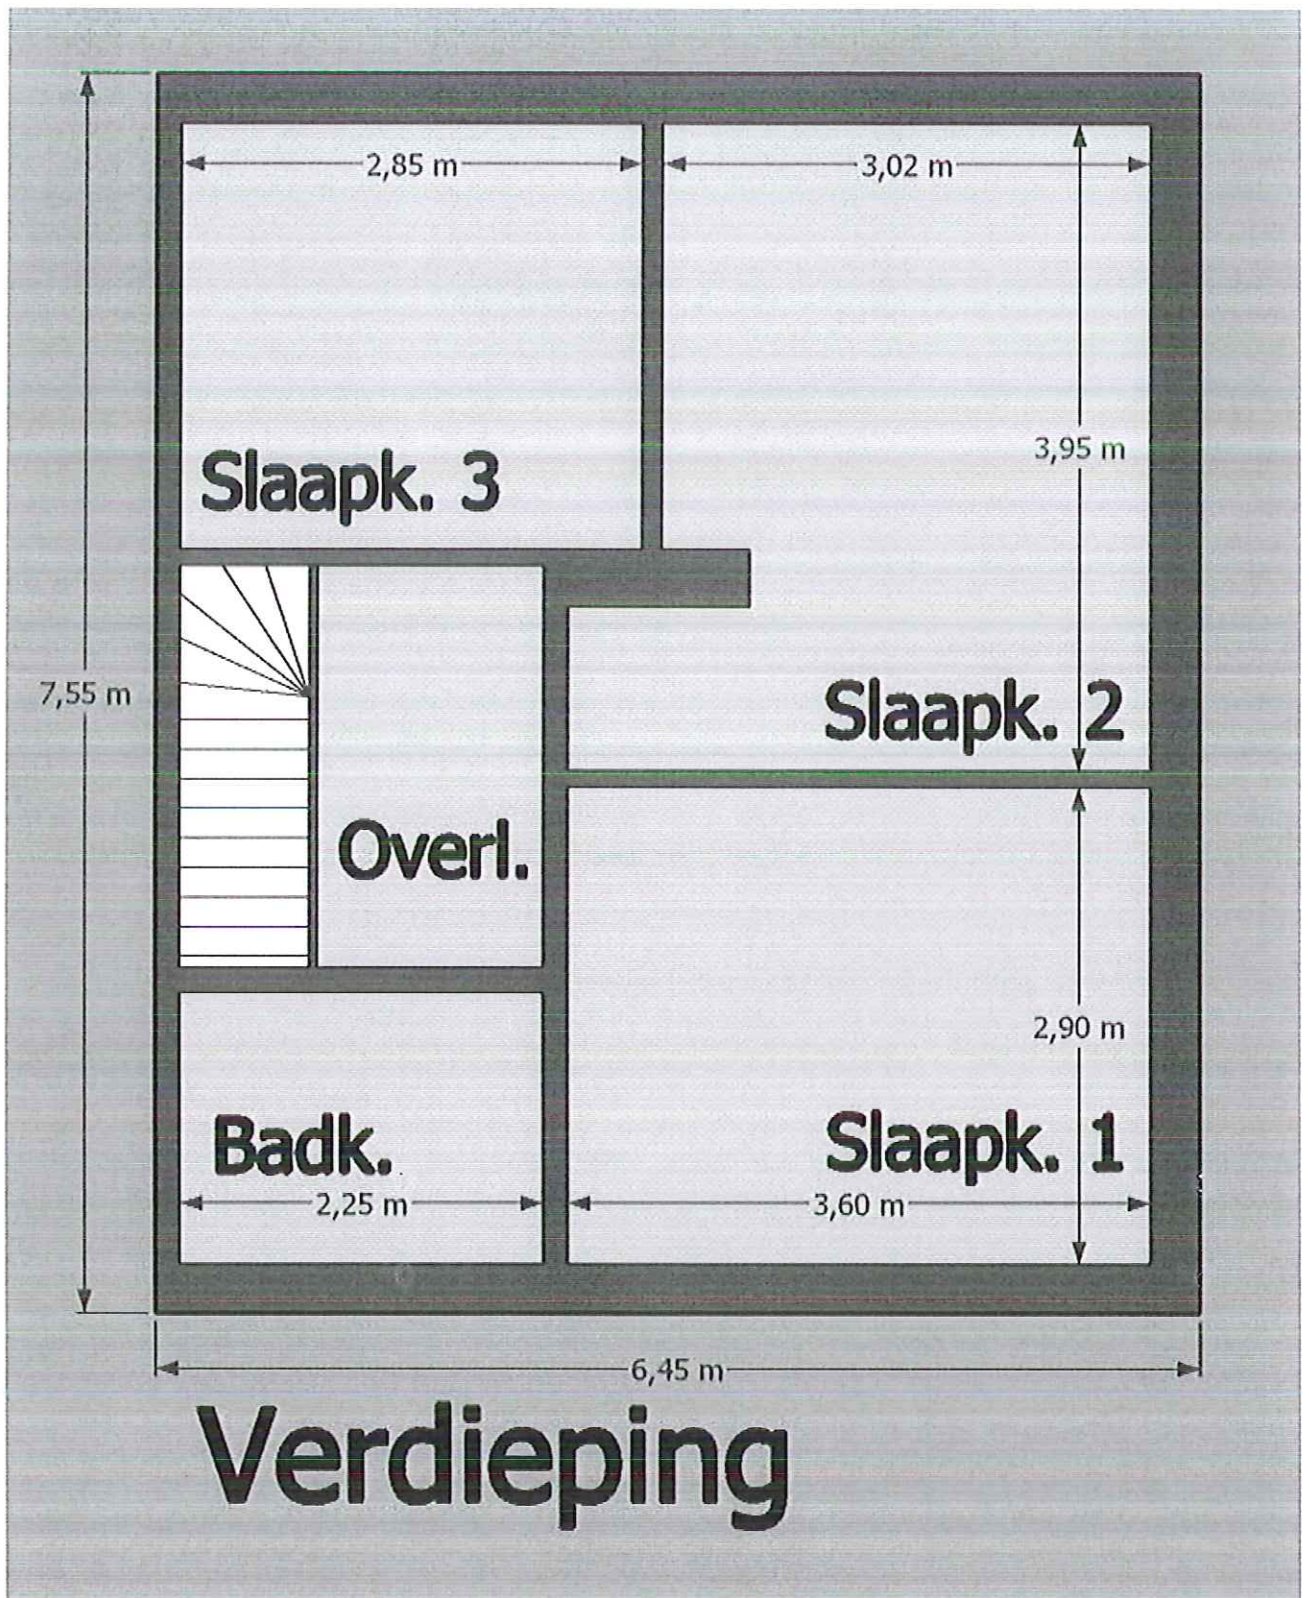 2,85 m
3,02 m
3,95 m
Slaapk. 3
7,55 m
Slaapk. 2
Overl.
2,90 m
Badk.
Slaapk. 1
2,25 m
3,60 m
6,45 m
Verdieping